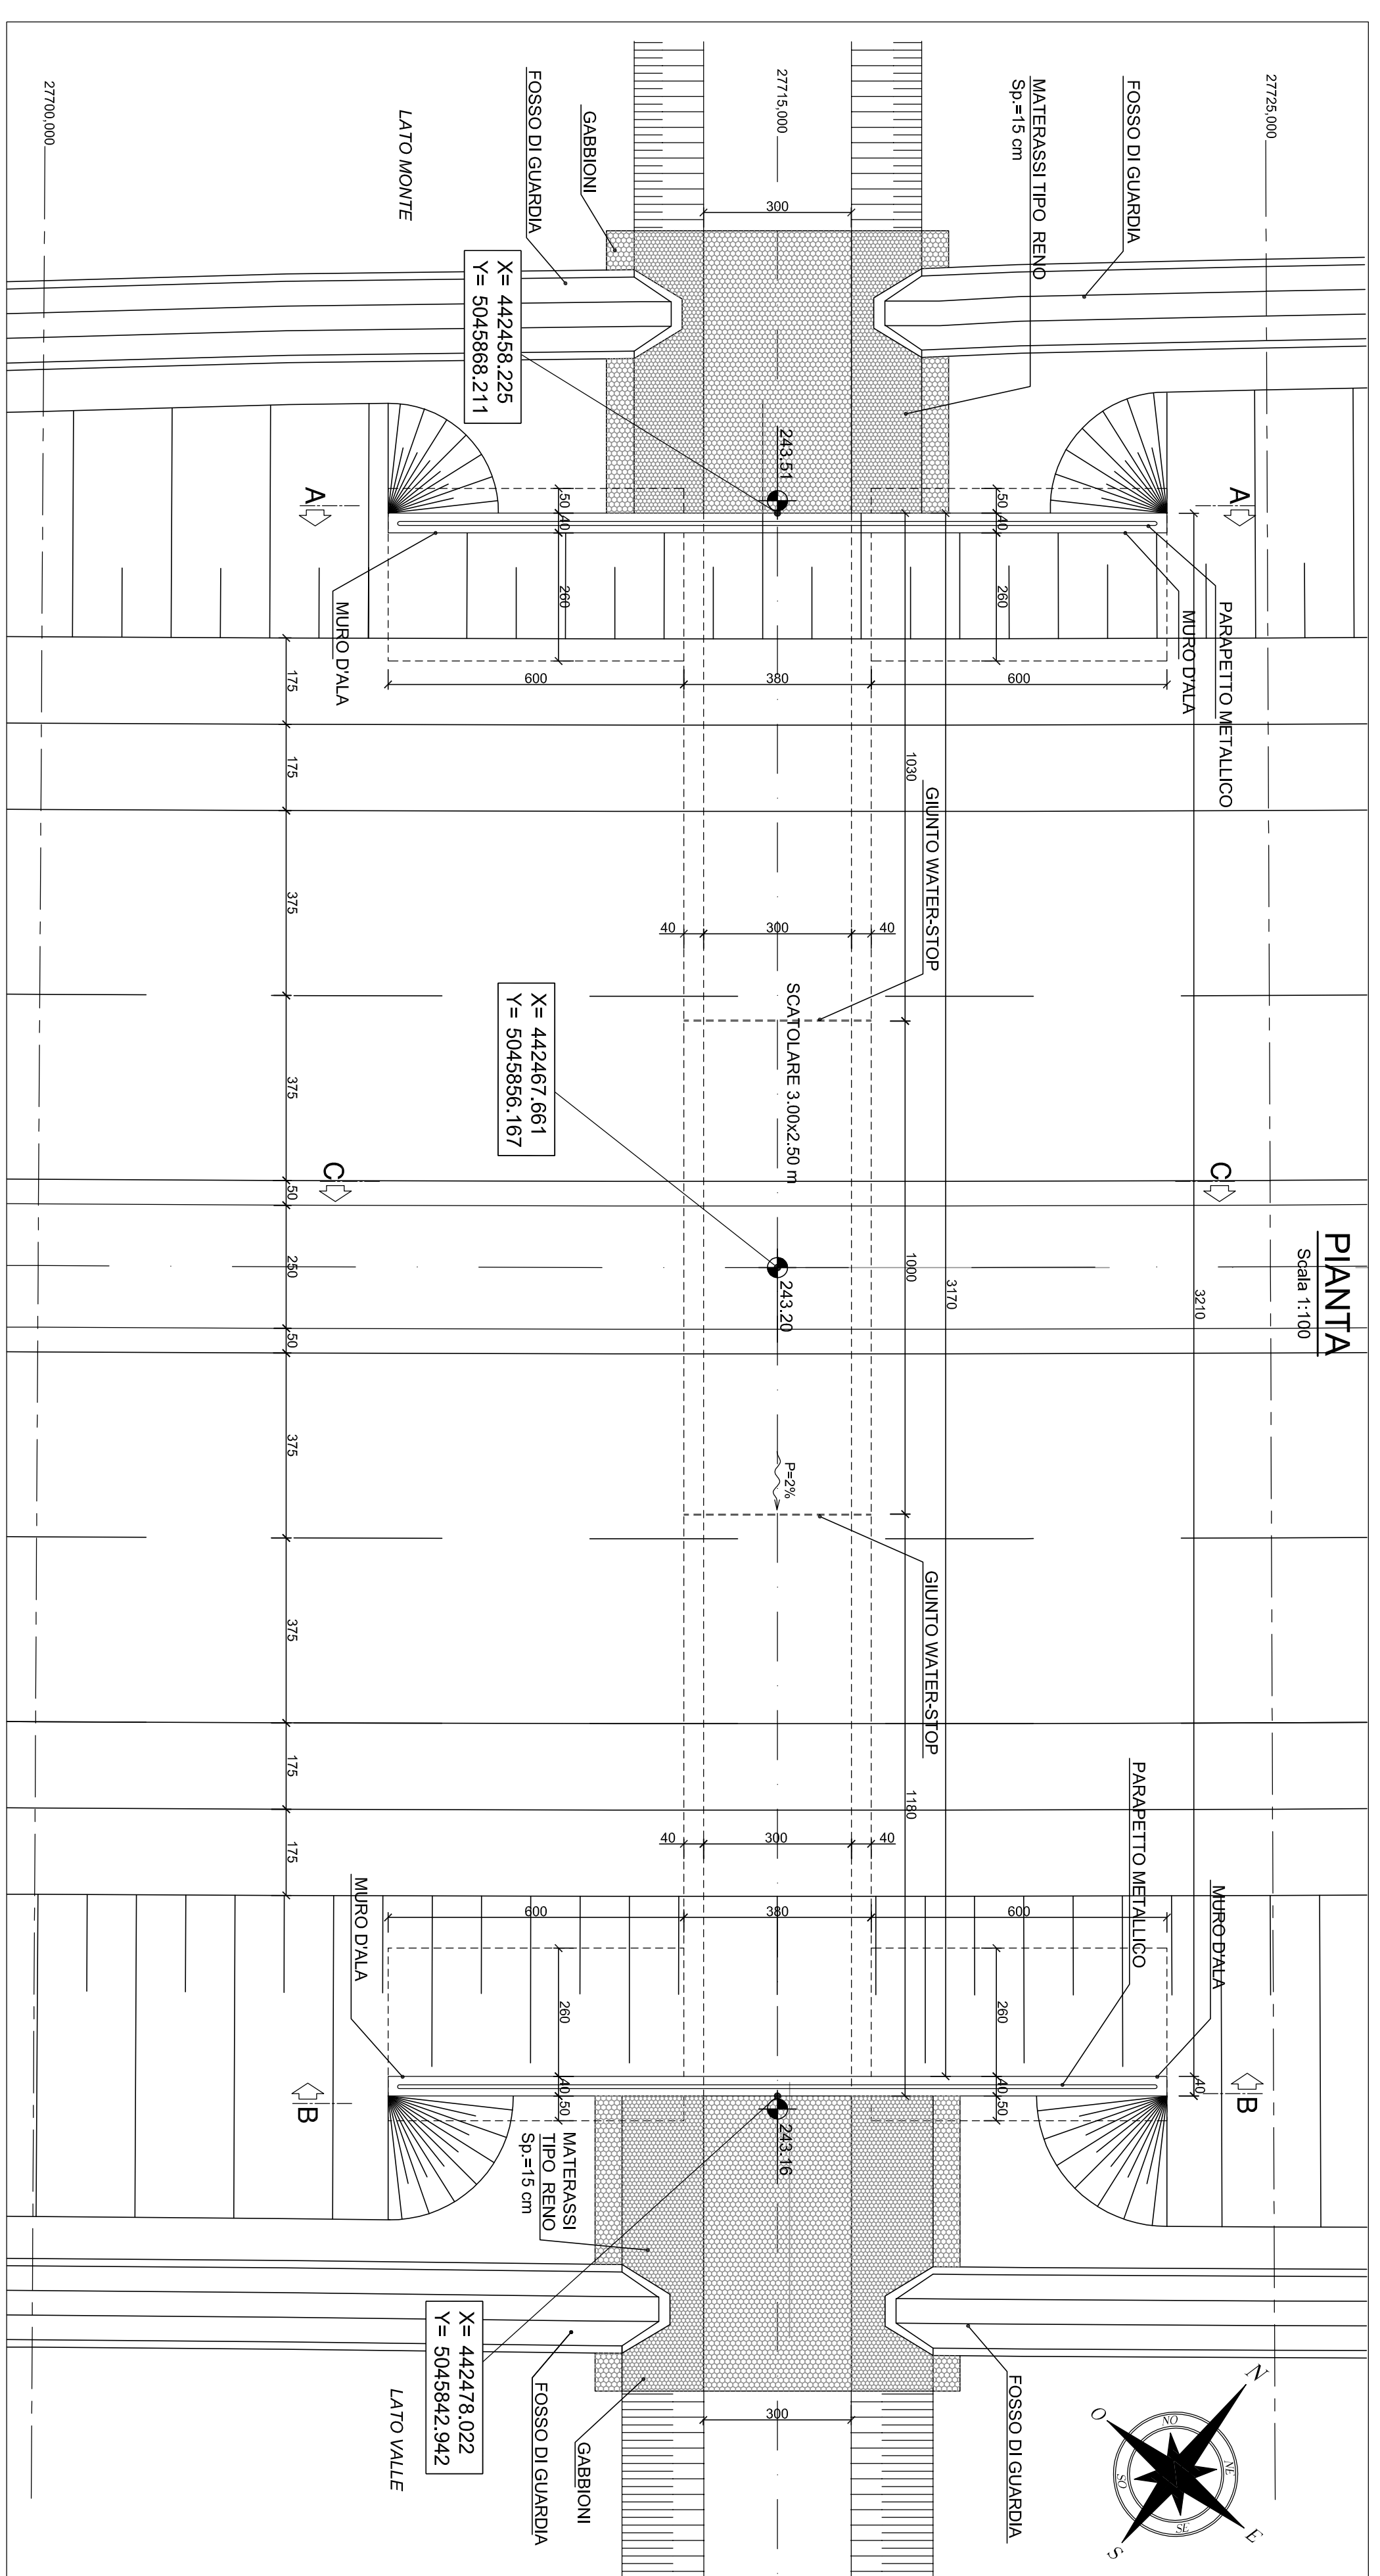 PIANTA
Scala 1:100
27725,000
27715,000
27700,000
FOSSO DI GUARDIA
MATERASSI TIPO RENO
Sp.=15 cm
300
GABBIONI
FOSSO DI GUARDIA
LATO MONTE
X= 442458.225
Y= 5045868.211
243.51
A
A
50
40
260
50
40
260
PARAPETTO METALLICO
MURO D'ALA
MURO D'ALA
600
380
600
1030
GIUNTO WATER-STOP
40
300
40
SCATOLARE 3.00x2.50 m
X= 442467.661
Y= 5045856.167
243.20
C
C
1000
3170
3210
P=2%
GIUNTO WATER-STOP
1180
175
175
375
375
50
250
50
375
375
175
175
40
300
40
PARAPETTO METALLICO
MURO D'ALA
MURO D'ALA
600
380
600
260
40
50
260
40
50
40
B
B
243.16
MATERASSI
TIPO RENO
Sp.=15 cm
X= 442478.022
Y= 5045842.942
300
FOSSO DI GUARDIA
FOSSO DI GUARDIA
GABBIONI
LATO VALLE
N
NE
E
SE
S
SO
O
NO